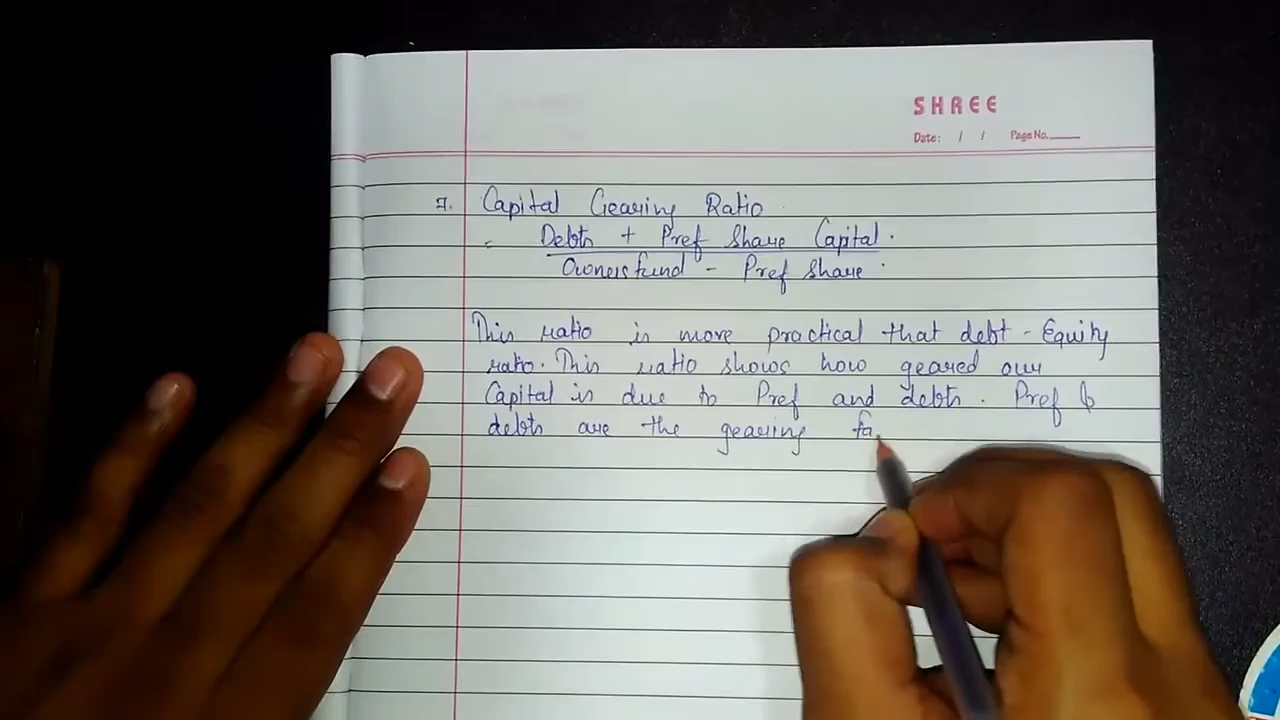 SHREE
Date: / / Page No.
7. Capital Gearing Ratio
= Debts + Pref Share Capital.
Owners fund - Pref Share
This ratio is more practical that debt - Equity
ratio. This ratio shows how geared our
Capital is due to Pref and debts. Pref &
debts are the gearing fa